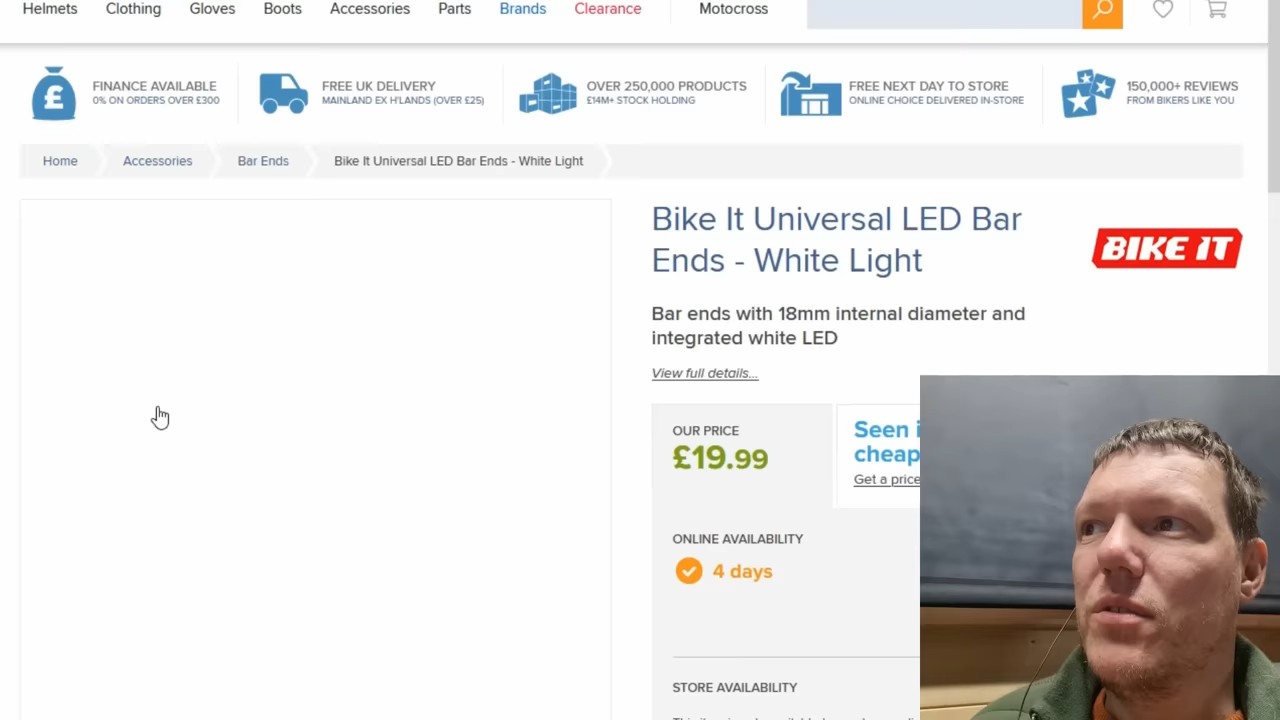 Helmets Clothing Gloves Boots Accessories Parts Brands Clearance Motocross
FINANCE AVAILABLE
0% ON ORDERS OVER £300
FREE UK DELIVERY
MAINLAND EX H'LANDS (OVER £25)
OVER 250,000 PRODUCTS
£14M+ STOCK HOLDING
FREE NEXT DAY TO STORE
ONLINE CHOICE DELIVERED IN-STORE
150,000+ REVIEWS
FROM BIKERS LIKE YOU
Home Accessories Bar Ends Bike It Universal LED Bar Ends - White Light
Bike It Universal LED Bar
Ends - White Light
BIKE IT
Bar ends with 18mm internal diameter and
integrated white LED
View full details...
OUR PRICE
£19.99
Seen
cheap
Get a price
ONLINE AVAILABILITY
4 days
STORE AVAILABILITY